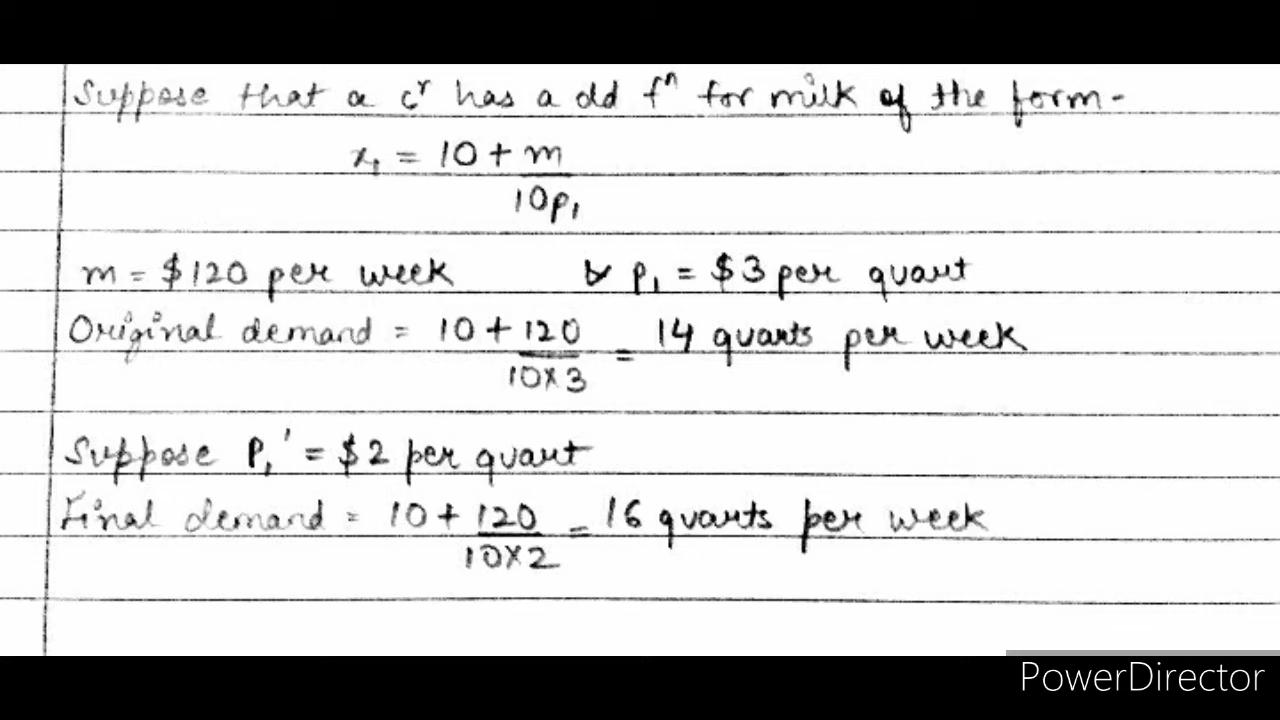 Suppose that a cʳ has a dd fⁿ for milk of the form-
x₁ = 10 + m
10p₁
m = $120 per week & p₁ = $3 per quart
Original demand = 10 + 120 = 14 quarts per week
10×3
Suppose p₁' = $2 per quart
Final demand = 10 + 120 = 16 quarts per week
10×2
PowerDirector